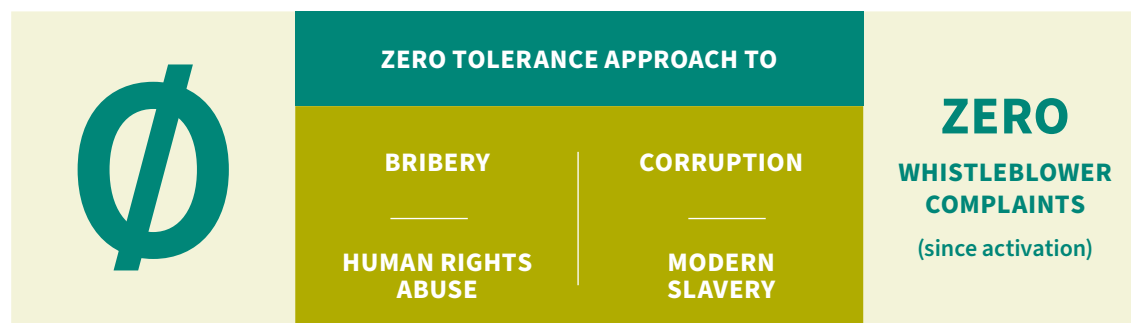 Ø
ZERO TOLERANCE APPROACH TO
BRIBERY
CORRUPTION
HUMAN RIGHTS
ABUSE
MODERN
SLAVERY
ZERO
WHISTLEBLOWER
COMPLAINTS
(since activation)